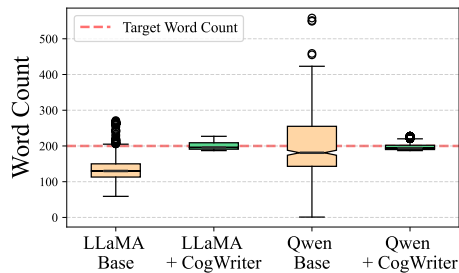 Target Word Count
Word Count
500
400
300
200
100
0
LLaMA
Base
LLaMA
+ CogWriter
Qwen
Base
Qwen
+ CogWriter